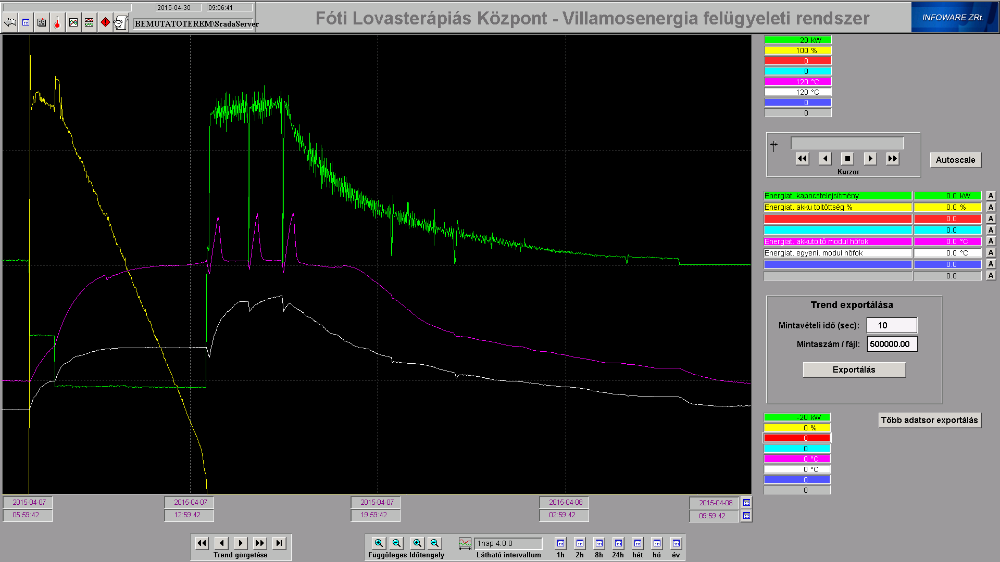 2015-04-30 09:06:41
BEMUTATOTEREM\ScadaServer
Fóti Lovasterápiás Központ - Villamosenergia felügyeleti rendszer
INFOWARE ZRt.
20 kW
100 %
0
0
120 °C
120 °C
0
0
Kurzor
Autoscale
Energiat. kapocstelejsítmény 0.0 kW A
Energiat. akku töltöttség % 0.0 % A
0.0 A
0.0 A
Energiat. akkutöltő modul hőfok 0.0 °C A
Energiat. egyeni. modul hőfok 0.0 °C A
0.0 A
0.0 A
Trend exportálása
Mintavételi idő (sec): 10
Mintaszám / fájl: 500000.00
Exportálás
Több adatsor exportálás
-20 kW
0 %
0
0
0 °C
0 °C
0
0
2015-04-07 2015-04-07 2015-04-07 2015-04-08 2015-04-08
05:59:42 12:59:42 19:59:42 02:59:42 09:59:42
Trend görgetése
Függőleges Időtengely
1nap 4:0:0
Látható intervallum
1h 2h 8h 24h hét hó év